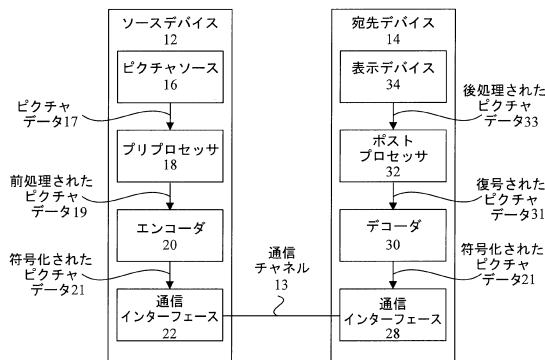 ソースデバイス
12
ピクチャソース
16
ピクチャ
データ17
プリプロセッサ
18
前処理された
ピクチャ
データ19
エンコーダ
20
符号化された
ピクチャ
データ21
通信
インターフェース
22
通信
チャネル
13
宛先デバイス
14
表示デバイス
34
後処理された
ピクチャ
データ33
ポスト
プロセッサ
32
復号された
ピクチャ
データ31
デコーダ
30
符号化された
ピクチャ
データ21
通信
インターフェース
28